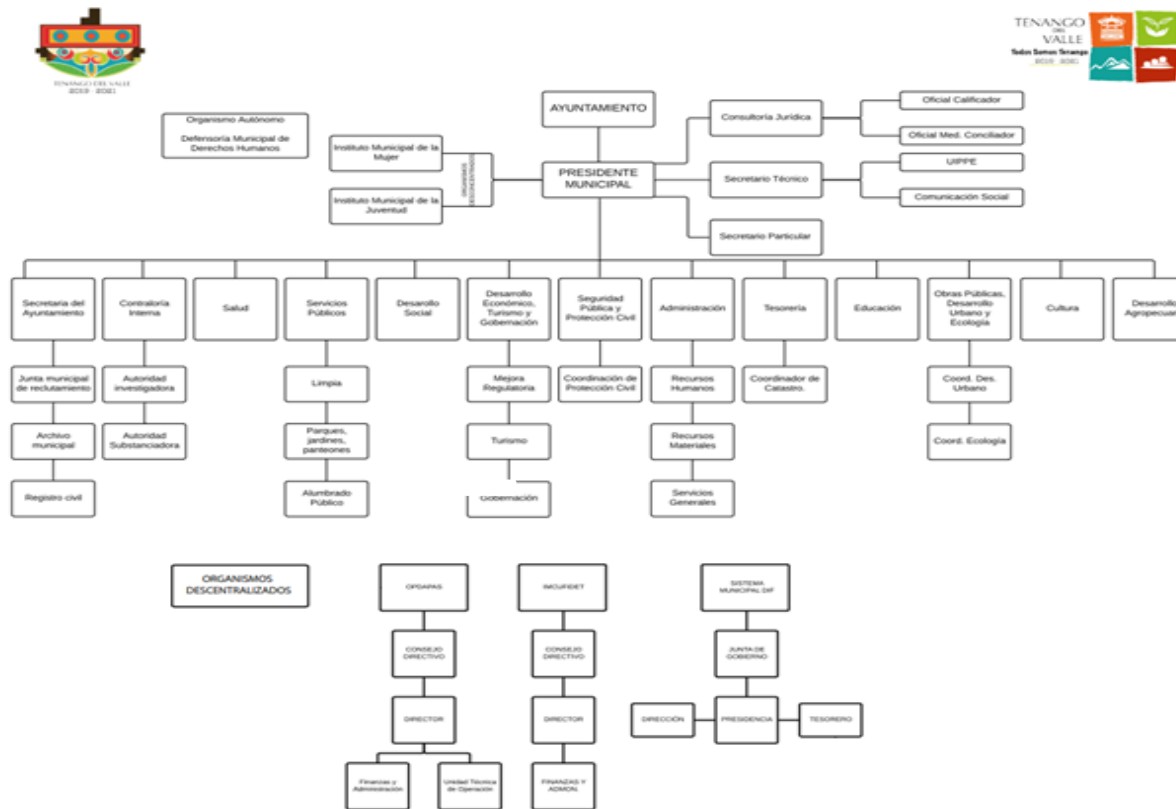 TENANGO DEL VALLE
2019 - 2021
TENANGO
DEL
VALLE
Todos Somos Tenango
2019 - 2021
AYUNTAMIENTO
Organismo Autónomo
Defensoría Municipal de
Derechos Humanos
Instituto Municipal de la
Mujer
Instituto Municipal de la
Juventud
ORGANISMOS
DESCONCENTRADOS
PRESIDENTE
MUNICIPAL
Consultoría Jurídica
Secretario Técnico
Secretario Particular
Oficial Calificador
Oficial Med. Conciliador
UIPPE
Comunicación Social
Secretaria del
Ayuntamiento
Contraloría
Interna
Salud
Servicios
Públicos
Desarollo
Social
Desarrollo
Económico,
Turismo y
Gobernación
Seguridad
Pública y
Protección Civil
Administración
Tesorería
Educación
Obras Públicas,
Desarrollo
Urbano y
Ecología
Cultura
Desarrollo
Agropecuar
Junta municipal
de reclutamiento
Autoridad
investigadora
Limpia
Mejora
Regulatoria
Coordinación de
Protección Civil
Recursos
Humanos
Coordinador de
Catastro.
Coord. Des.
Urbano
Archivo
municipal
Autoridad
Substanciadora
Parques,
jardines,
panteones
Turismo
Recursos
Materiales
Coord. Ecología
Registro civil
Alumbrado
Público
Gobernación
Servicios
Generales
ORGANISMOS
DESCENTRALIZADOS
OPDAPAS
IMCUFIDET
SISTEMA
MUNICIPAL DIF
CONSEJO
DIRECTIVO
CONSEJO
DIRECTIVO
JUNTA DE
GOBIERNO
DIRECTOR
DIRECTOR
DIRECCIÓN
PRESIDENCIA
TESORERO
Finanzas y
Administración
Unidad Técnica
de Operación
FINANZAS Y
ADMON.